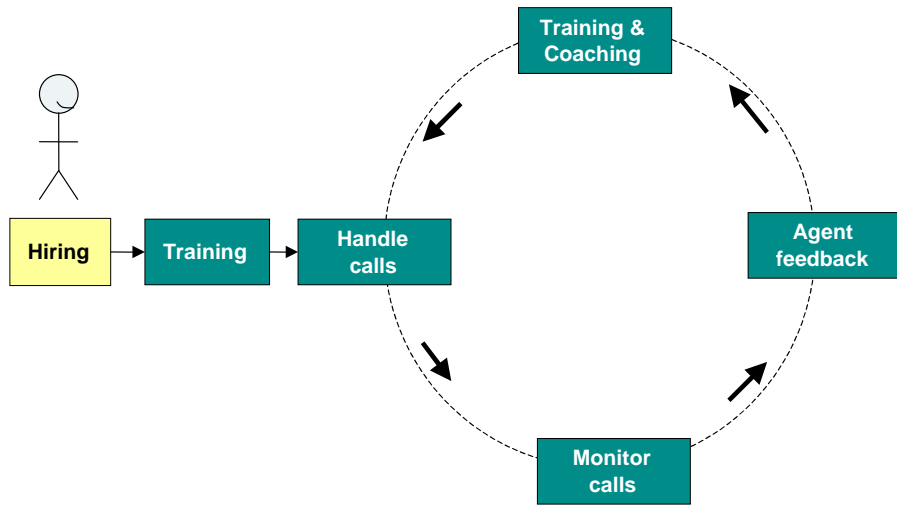 Training &
Coaching
Hiring
Training
Handle
calls
Agent
feedback
Monitor
calls